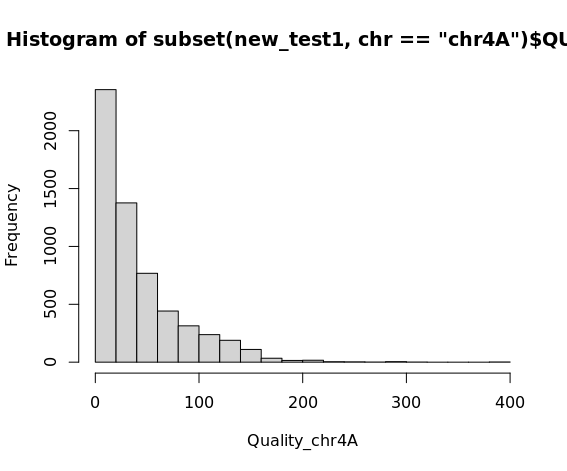 Histogram of subset(new_test1, chr == "chr4A")$QU
Frequency
2000
1500
1000
500
0
0 100 200 300 400
Quality_chr4A